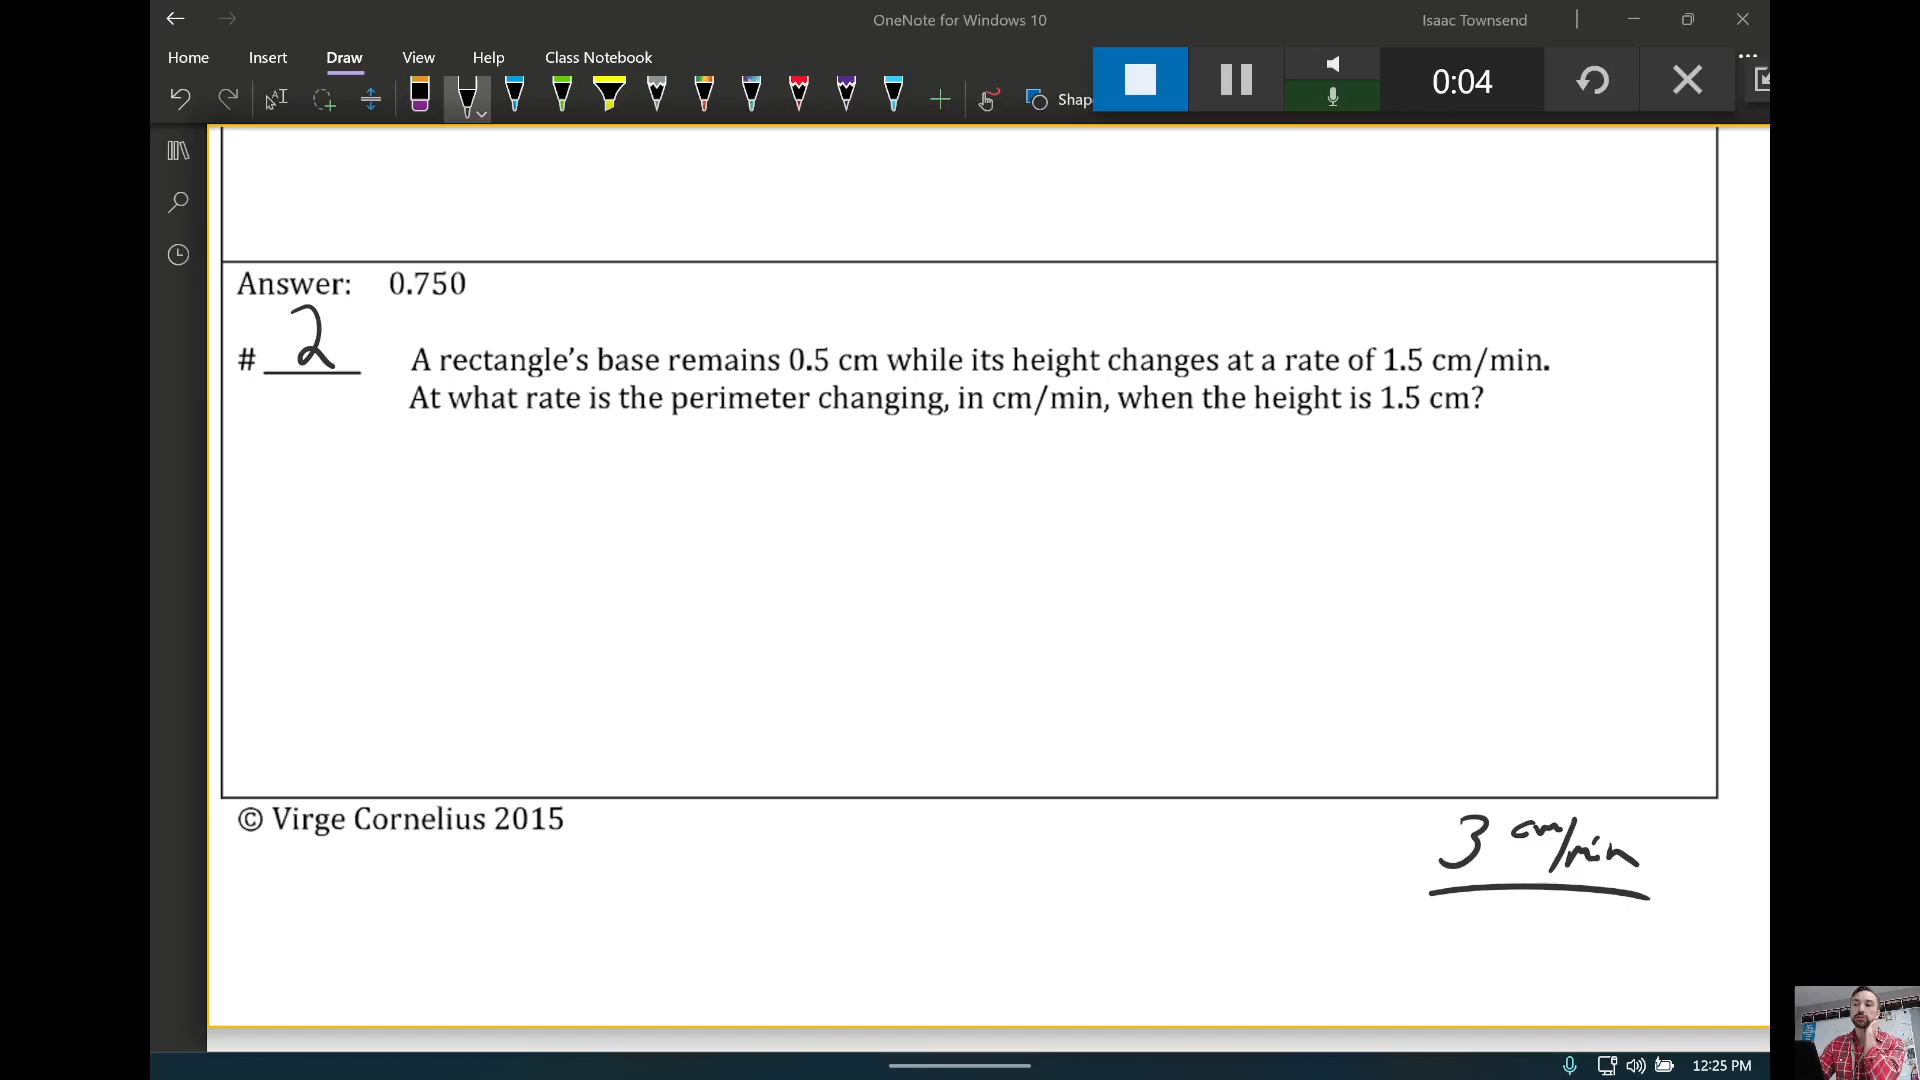 OneNote for Windows 10
Isaac Townsend
Home Insert Draw View Help Class Notebook
Shap
0:04
Answer: 0.750
# 2 A rectangle’s base remains 0.5 cm while its height changes at a rate of 1.5 cm/min.
At what rate is the perimeter changing, in cm/min, when the height is 1.5 cm?
© Virge Cornelius 2015
3 cm/min
12:25 PM